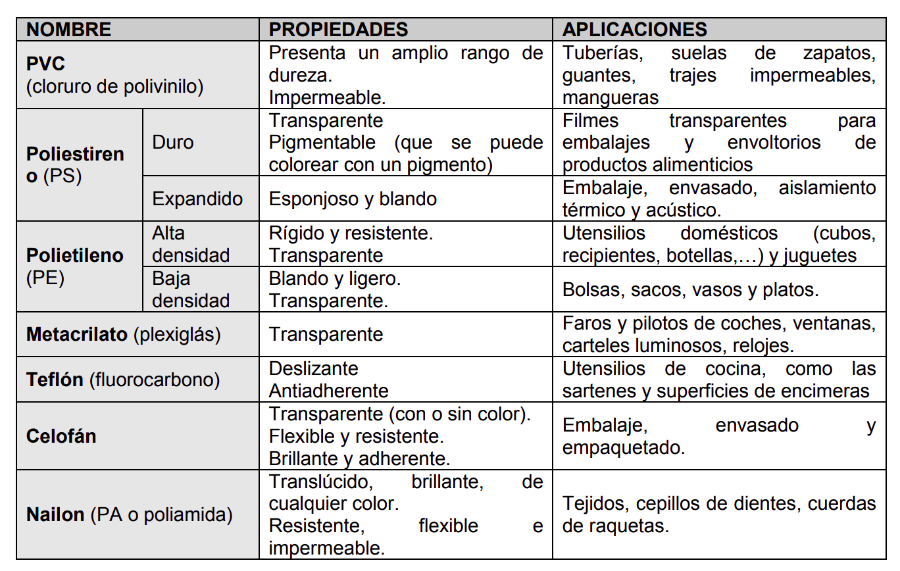 NOMBRE PROPIEDADES APLICACIONES
PVC
(cloruro de polivinilo)
Presenta un amplio rango de
dureza.
Impermeable.
Tuberías, suelas de zapatos,
guantes, trajes impermeables,
mangueras
Poliestiren
o (PS)
Duro
Transparente
Pigmentable (que se puede
colorear con un pigmento)
Filmes transparentes para
embalajes y envoltorios de
productos alimenticios
Expandido
Esponjoso y blando
Embalaje, envasado, aislamiento
térmico y acústico.
Polietileno
(PE)
Alta
densidad
Rígido y resistente.
Transparente
Utensilios domésticos (cubos,
recipientes, botellas,…) y juguetes
Baja
densidad
Blando y ligero.
Transparente.
Bolsas, sacos, vasos y platos.
Metacrilato (plexiglás)
Transparente
Faros y pilotos de coches, ventanas,
carteles luminosos, relojes.
Teflón (fluorocarbono)
Deslizante
Antiadherente
Utensilios de cocina, como las
sartenes y superficies de encimeras
Celofán
Transparente (con o sin color).
Flexible y resistente.
Brillante y adherente.
Embalaje, envasado y
empaquetado.
Nailon (PA o poliamida)
Translúcido, brillante, de
cualquier color.
Resistente, flexible e
impermeable.
Tejidos, cepillos de dientes, cuerdas
de raquetas.